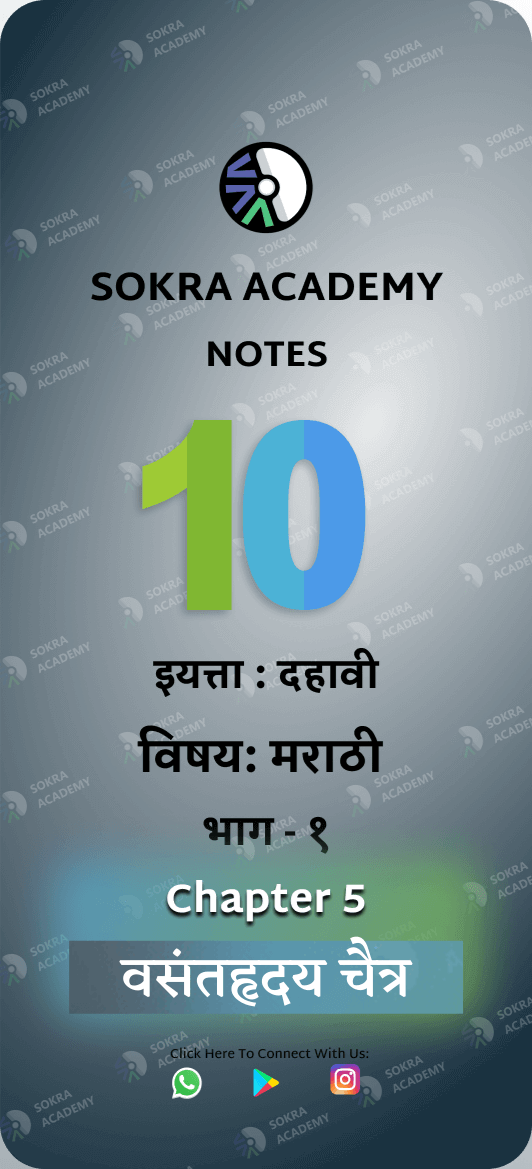 SOKRA ACADEMY
NOTES
10
इयत्ता : दहावी
विषय: मराठी
भाग - १
Chapter 5
वसंतहृदय चैत्र
Click Here To Connect With Us: